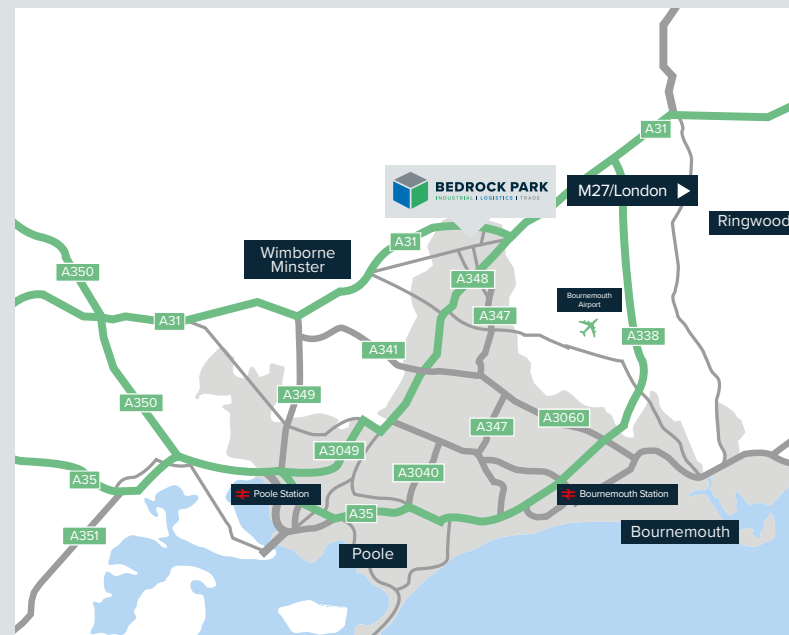 A31
BEDROCK PARK
INDUSTRIAL | LOGISTICS | TRADE
M27/London
Ringwood
A31
Wimborne
Minster
A350
A348
Bournemouth
Airport
A31
A347
A338
A341
A349
A350
A3060
A347
A3049
A3040
A35
Poole Station
Bournemouth Station
A35
A351
Bournemouth
Poole